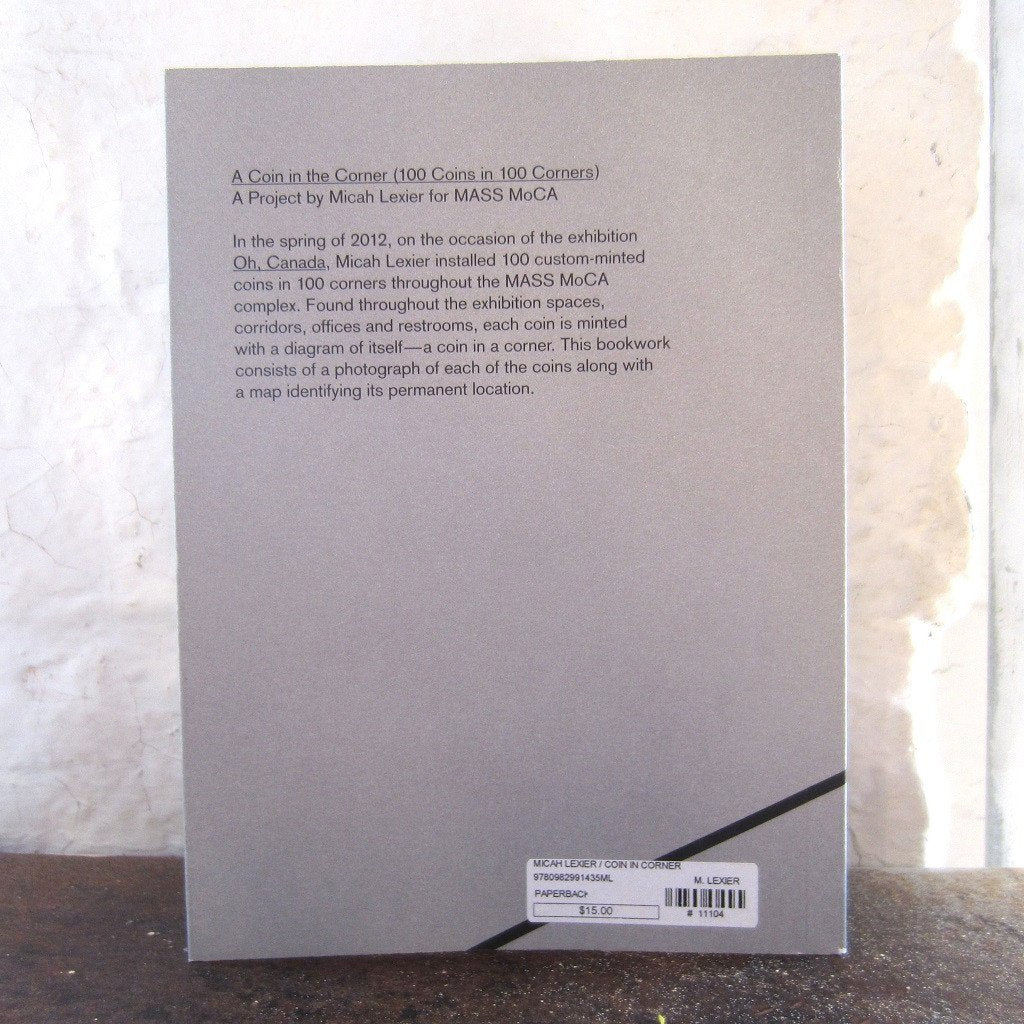 A Coin in the Corner (100 Coins in 100 Corners)
A Project by Micah Lexier for MASS MoCA
In the spring of 2012, on the occasion of the exhibition
Oh, Canada, Micah Lexier installed 100 custom-minted
coins in 100 corners throughout the MASS MoCA
complex. Found throughout the exhibition spaces,
corridors, offices and restrooms, each coin is minted
with a diagram of itself—a coin in a corner. This bookwork
consists of a photograph of each of the coins along with
a map identifying its permanent location.
MICAH LEXIER / COIN IN CORNER
9780982991435ML
M. LEXIER
PAPERBACK
$15.00
# 11104